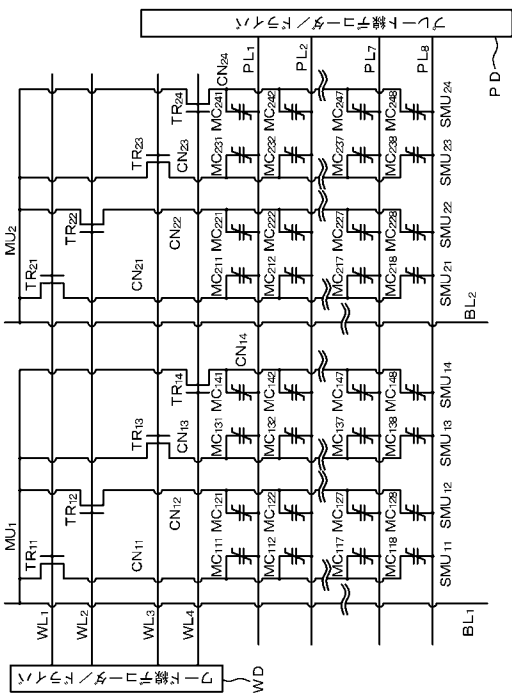 プレート線デコーダ/ドライバ
PD
PL1
PL2
PL7
PL8
MU2
TR21
TR22
TR23
TR24
CN21
CN22
CN23
CN24
MC211 MC221 MC231 MC241
MC212 MC222 MC232 MC242
MC217 MC227 MC237 MC247
MC218 MC228 MC238 MC248
SMU21 SMU22 SMU23 SMU24
BL2
MU1
TR11
TR12
TR13
TR14
CN11
CN12
CN13
CN14
MC111 MC121 MC131 MC141
MC112 MC122 MC132 MC142
MC117 MC127 MC137 MC147
MC118 MC128 MC138 MC148
SMU11 SMU12 SMU13 SMU14
BL1
WL1
WL2
WL3
WL4
ワード線デコーダ/ドライバ
WD